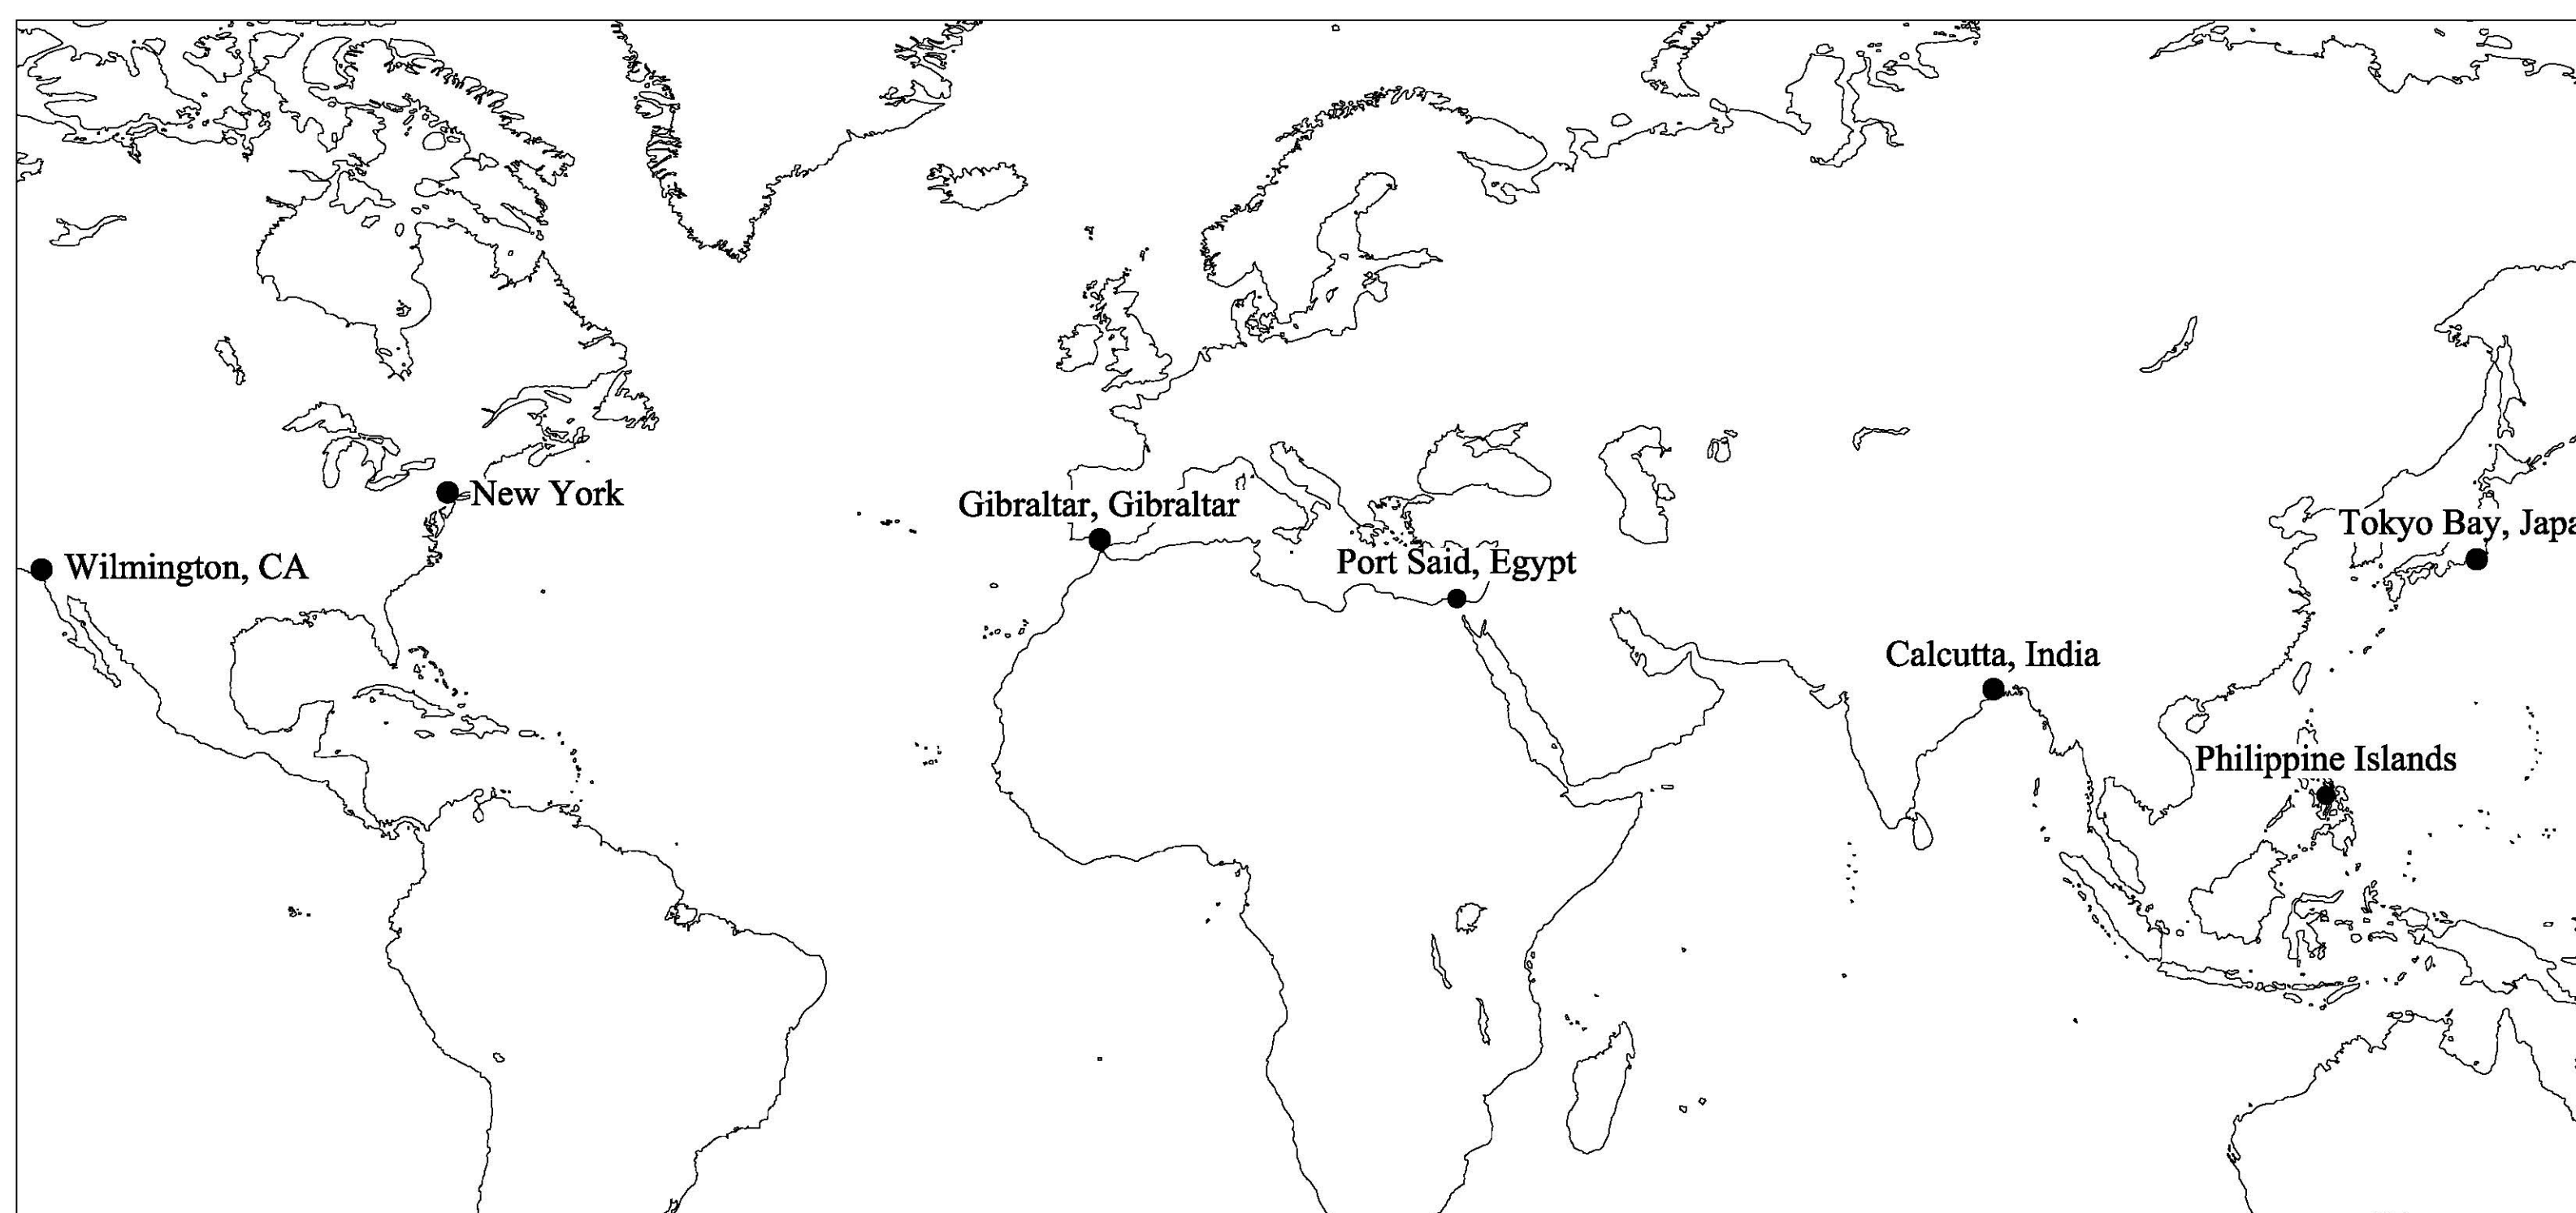 New York
Gibraltar, Gibraltar
Tokyo Bay, Japa
Port Said, Egypt
Wilmington, CA
Calcutta, India
Philippine Islands